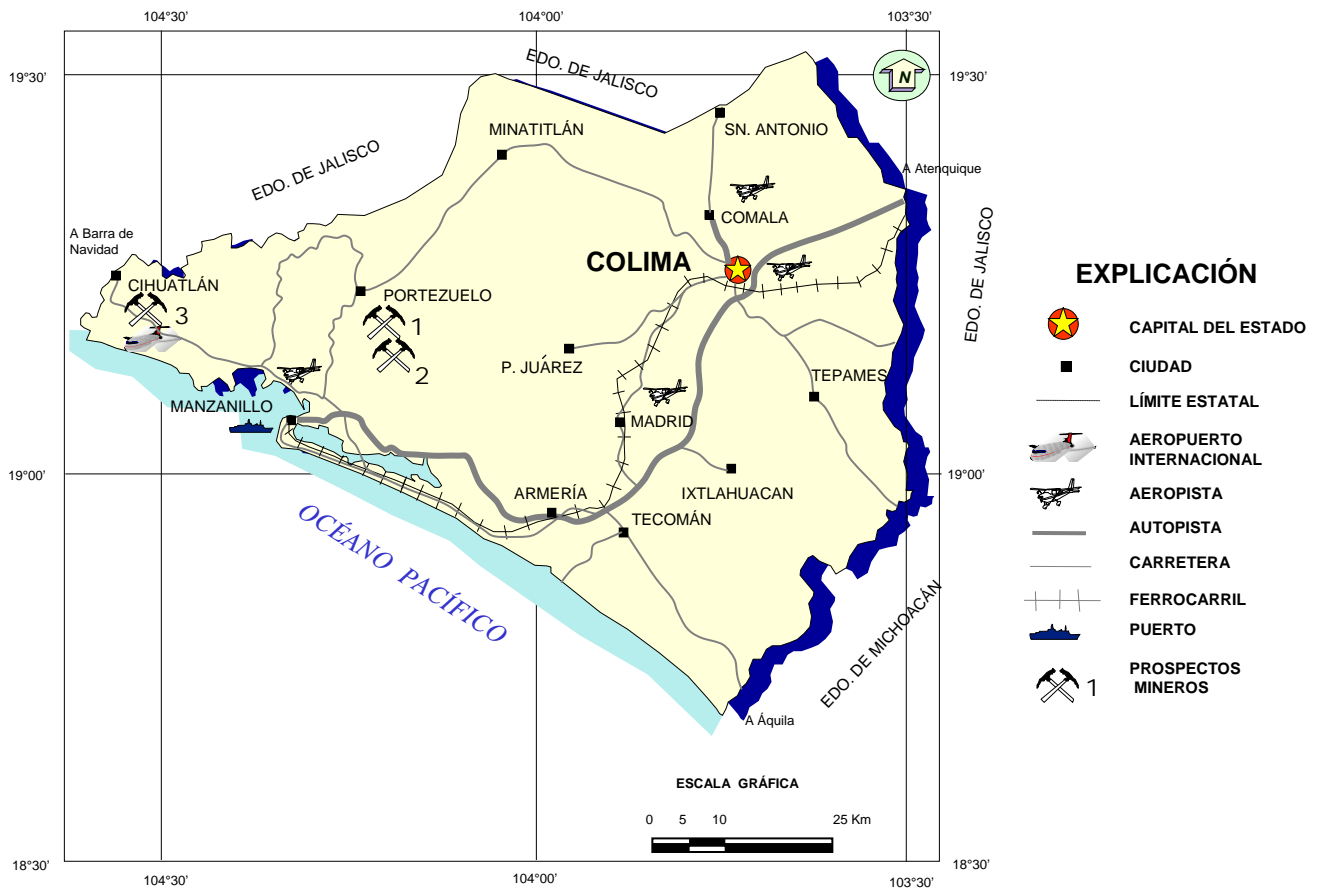 104°30’
104°00’
103°30’
19°30’
19°30’
EDO. DE JALISCO
N
MINATITLÁN
SN. ANTONIO
EDO. DE JALISCO
A Atenquique
COMALA
A Barra de
Navidad
EDO. DE JALISCO
COLIMA
CIHUATLÁN
3
PORTEZUELO
1
2
P. JUÁREZ
TEPAMES
MANZANILLO
MADRID
19°00’
19°00’
ARMERÍA
IXTLAHUACAN
TECOMÁN
OCÉANO PACÍFICO
EDO. DE MICHOACÁN
A Áquila
ESCALA GRÁFICA
0 5 10 25 Km
18°30’
18°30’
104°30’
104°00’
103°30’
EXPLICACIÓN
CAPITAL DEL ESTADO
CIUDAD
LÍMITE ESTATAL
AEROPUERTO
INTERNACIONAL
AEROPISTA
AUTOPISTA
CARRETERA
FERROCARRIL
PUERTO
1
PROSPECTOS
MINEROS